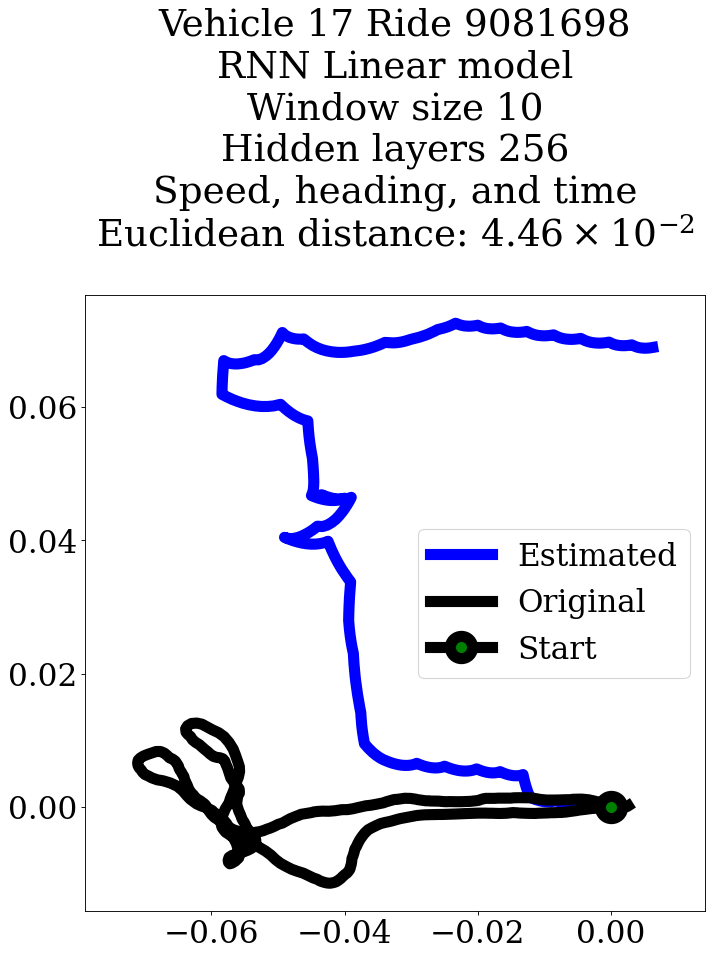 Vehicle 17 Ride 9081698
RNN Linear model
Window size 10
Hidden layers 256
Speed, heading, and time
Euclidean distance: 4.46 × 10⁻²
0.06
0.04
0.02
0.00
Estimated
Original
Start
−0.06 −0.04 −0.02 0.00